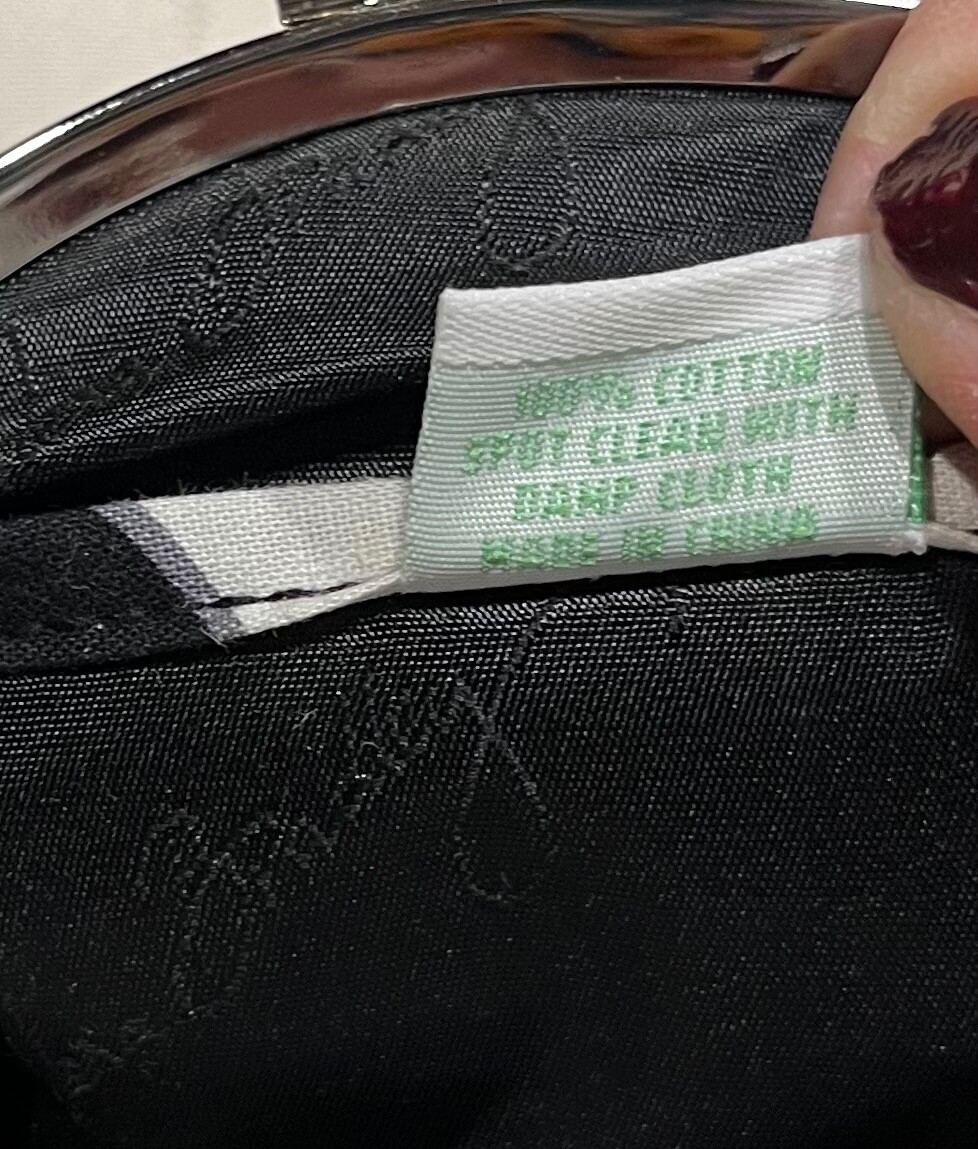 100% COTTON
SPOT CLEAN WITH
DAMP CLOTH
MADE IN CHINA